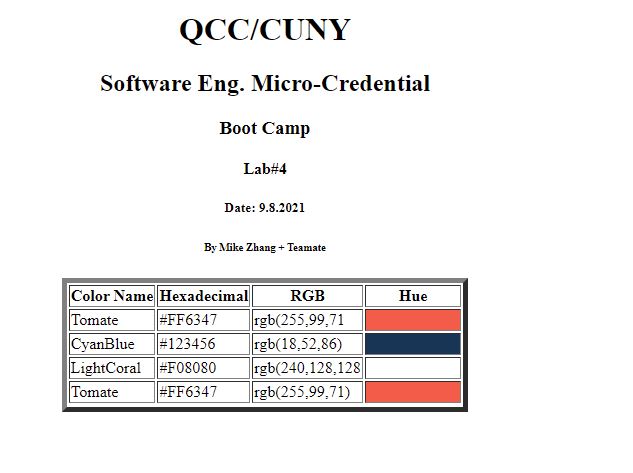 QCC/CUNY
Software Eng. Micro-Credential
Boot Camp
Lab#4
Date: 9.8.2021
By Mike Zhang + Teamate
Color Name Hexadecimal RGB Hue
Tomate #FF6347 rgb(255,99,71
CyanBlue #123456 rgb(18,52,86)
LightCoral #F08080 rgb(240,128,128
Tomate #FF6347 rgb(255,99,71)